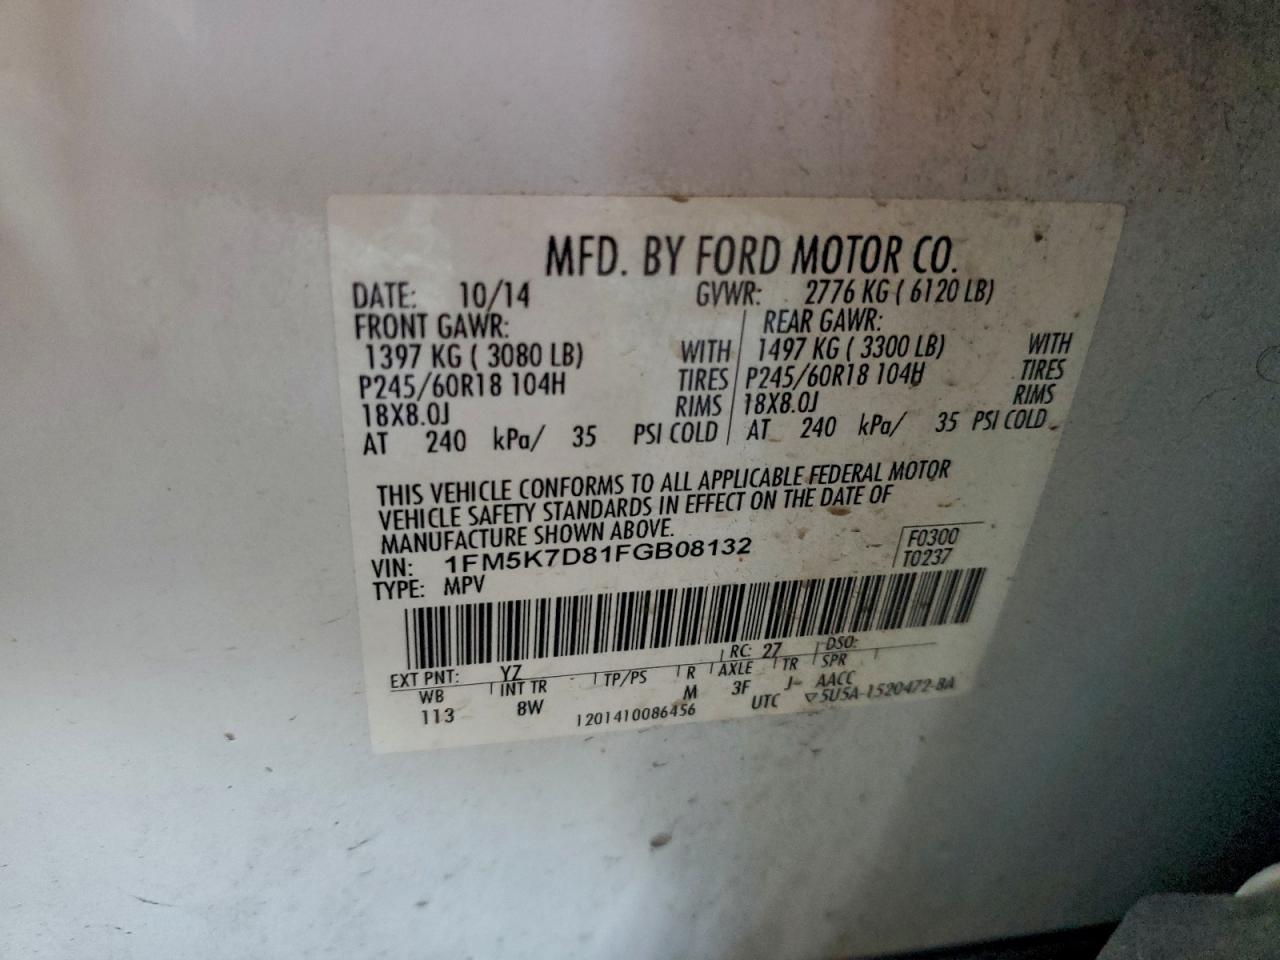 MFD. BY FORD MOTOR CO.
DATE: 10/14 GVWR: 2776 KG ( 6120 LB)
FRONT GAWR: REAR GAWR:
1397 KG ( 3080 LB) WITH 1497 KG ( 3300 LB) WITH
P245/60R18 104H TIRES P245/60R18 104H TIRES
18X8.0J RIMS 18X8.0J RIMS
AT 240 kPa/ 35 PSI COLD AT 240 kPa/ 35 PSI COLD
THIS VEHICLE CONFORMS TO ALL APPLICABLE FEDERAL MOTOR
VEHICLE SAFETY STANDARDS IN EFFECT ON THE DATE OF
MANUFACTURE SHOWN ABOVE.
VIN: 1FM5K7D81FGB08132 F0300
TYPE: MPV T0237
EXT PNT: YZ RC: 27 DSO:
WB INT TR TP/PS R AXLE TR SPR
113 8W M 3F J- AACC
1201410086456 UTC ▽5U5A-1520472-BA